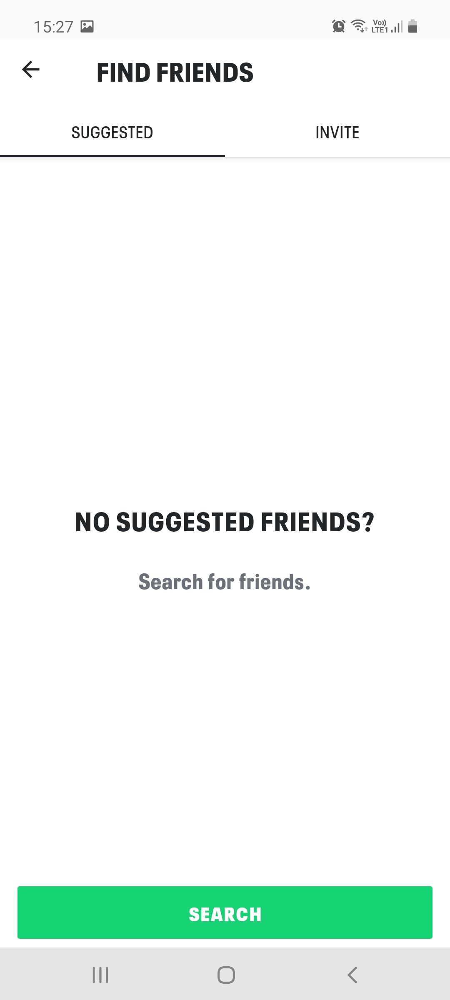 15:27
Vo))
LTE1
FIND FRIENDS
SUGGESTED
INVITE
NO SUGGESTED FRIENDS?
Search for friends.
SEARCH